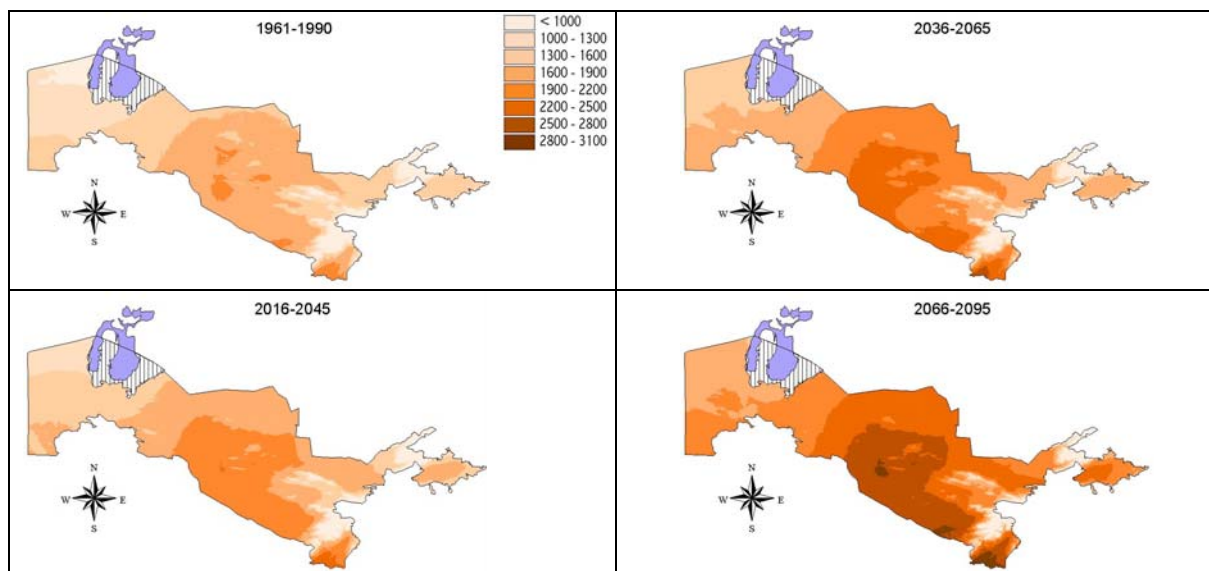 1961-1990
< 1000
1000 - 1300
1300 - 1600
1600 - 1900
1900 - 2200
2200 - 2500
2500 - 2800
2800 - 3100
N
W E
S
2036-2065
N
W E
S
2016-2045
N
W E
S
2066-2095
N
W E
S